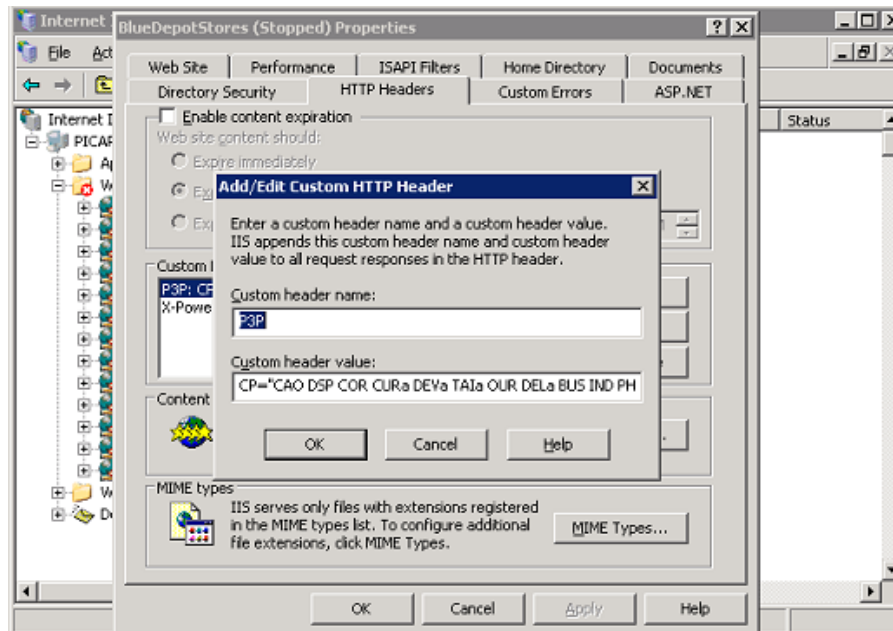 Internet
BlueDepotStores (Stopped) Properties
File Act
Web Site Performance ISAPI Filters Home Directory Documents
Directory Security HTTP Headers Custom Errors ASP.NET
Internet I
Status
PICAR
Enable content expiration
Web site content should:
Expire immediately
Add/Edit Custom HTTP Header
Enter a custom header name and a custom header value.
IIS appends this custom header name and custom header
value to all request responses in the HTTP header.
Custom
P3P: CP
X-Powe
Custom header name:
P3P
Custom header value:
CP="CAO DSP COR CURa DEVa TAIa OUR DELa BUS IND PH
Content
OK Cancel Help
MIME types
IIS serves only files with extensions registered
in the MIME types list. To configure additional
file extensions, click MIME Types.
MIME Types...
OK Cancel Apply Help